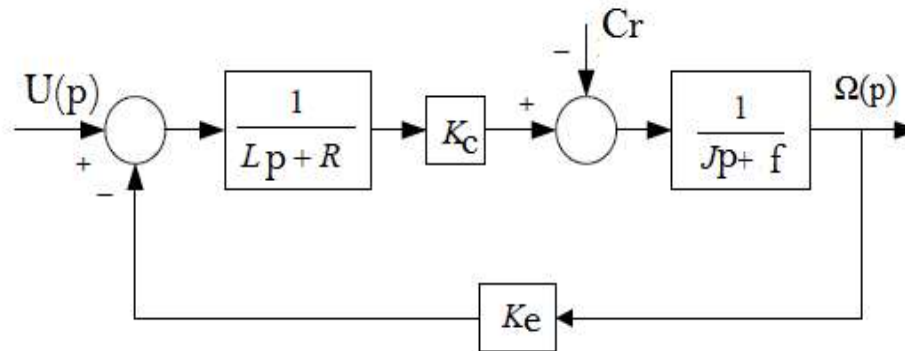 Cr
−
U(p)
+
−
1
Lp + R
Kc
+
1
Jp + f
Ω(p)
Ke